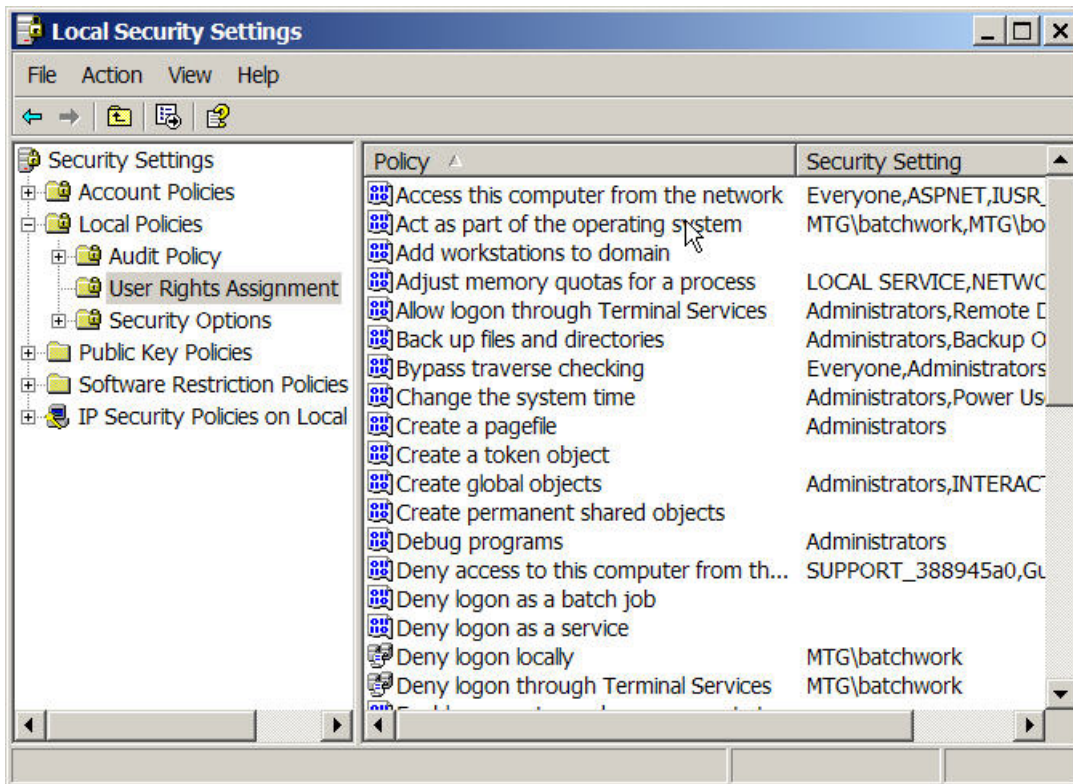 Local Security Settings
File Action View Help
Security Settings
Account Policies
Local Policies
Audit Policy
User Rights Assignment
Security Options
Public Key Policies
Software Restriction Policies
IP Security Policies on Local
Policy Security Setting
Access this computer from the network Everyone,ASPNET,IUSR_
Act as part of the operating system MTG\batchwork,MTG\bo
Add workstations to domain
Adjust memory quotas for a process LOCAL SERVICE,NETWC
Allow logon through Terminal Services Administrators,Remote D
Back up files and directories Administrators,Backup O
Bypass traverse checking Everyone,Administrators
Change the system time Administrators,Power Us
Create a pagefile Administrators
Create a token object
Create global objects Administrators,INTERACT
Create permanent shared objects
Debug programs Administrators
Deny access to this computer from th... SUPPORT_388945a0,Gu
Deny logon as a batch job
Deny logon as a service
Deny logon locally MTG\batchwork
Deny logon through Terminal Services MTG\batchwork